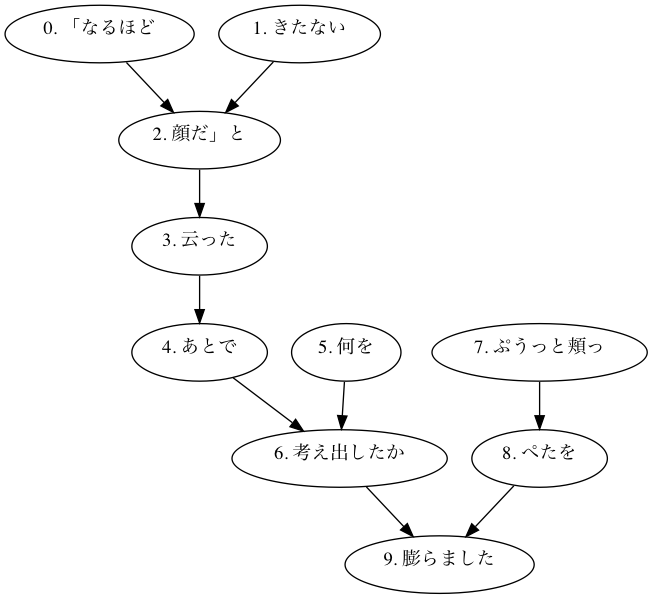 0. 「なるほど
1. きたない
2. 顔だ」と
3. 云った
4. あとで
5. 何を
7. ぷうっと頬っ
6. 考え出したか
8. ぺたを
9. 膨らました